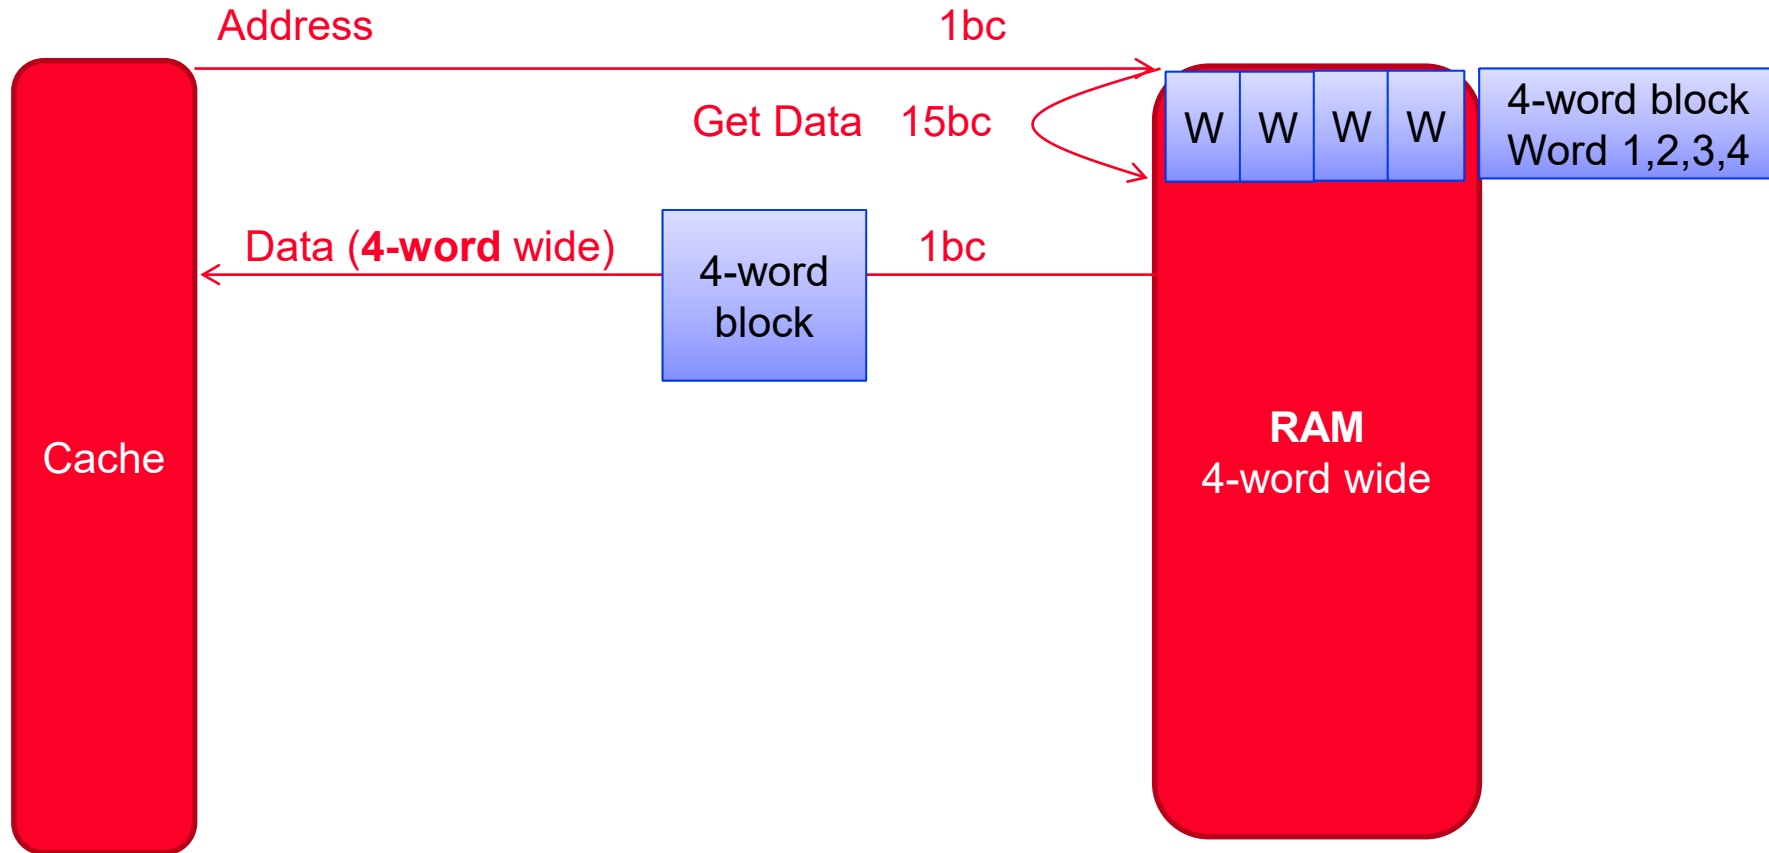 Address 1bc
Get Data 15bc
W W W W
4-word block
Word 1,2,3,4
Data (4-word wide)
4-word
block
1bc
Cache
RAM
4-word wide